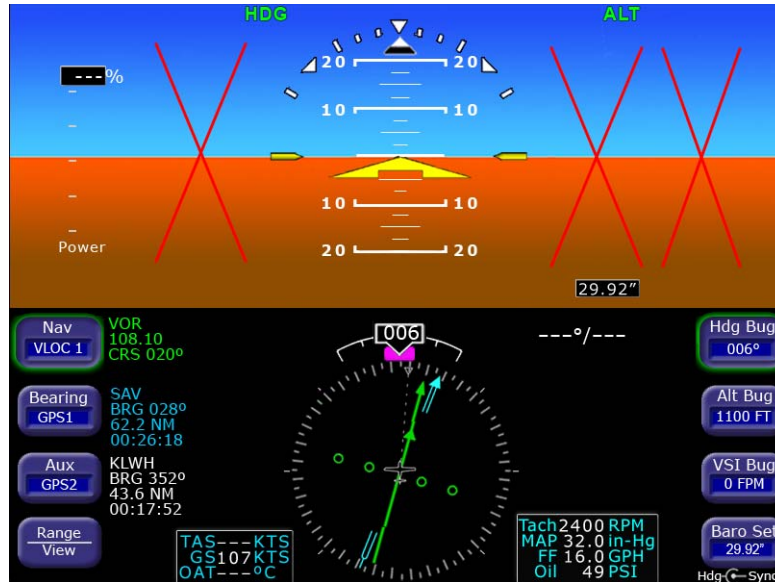 HDG ALT
20 20
---%
10 10
10 10
Power
20 20
29.92"
Nav
VLOC 1
VOR
108.10
CRS 020º
006
---°/---
Hdg Bug
006°
Bearing
GPS1
SAV
BRG 028º
62.2 NM
00:26:18
Alt Bug
1100 FT
Aux
GPS2
KLWH
BRG 352º
43.6 NM
00:17:52
VSI Bug
0 FPM
Range
View
TAS---KTS
GS107KTS
OAT---ºC
Tach2400 RPM
MAP 32.0 in-Hg
FF 16.0 GPH
Oil 49 PSI
Baro Set
29.92"
Hdg Sync